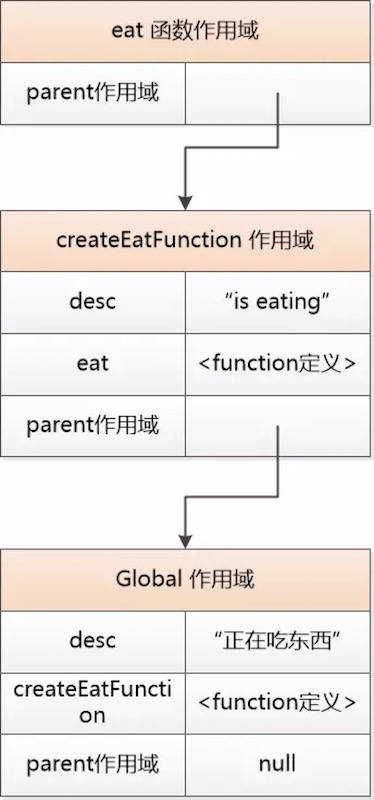 eat 函数作用域
parent作用域
createEatFunction 作用域
desc “is eating”
eat <function定义>
parent作用域
Global 作用域
desc “正在吃东西”
createEatFuncti
on <function定义>
parent作用域 null